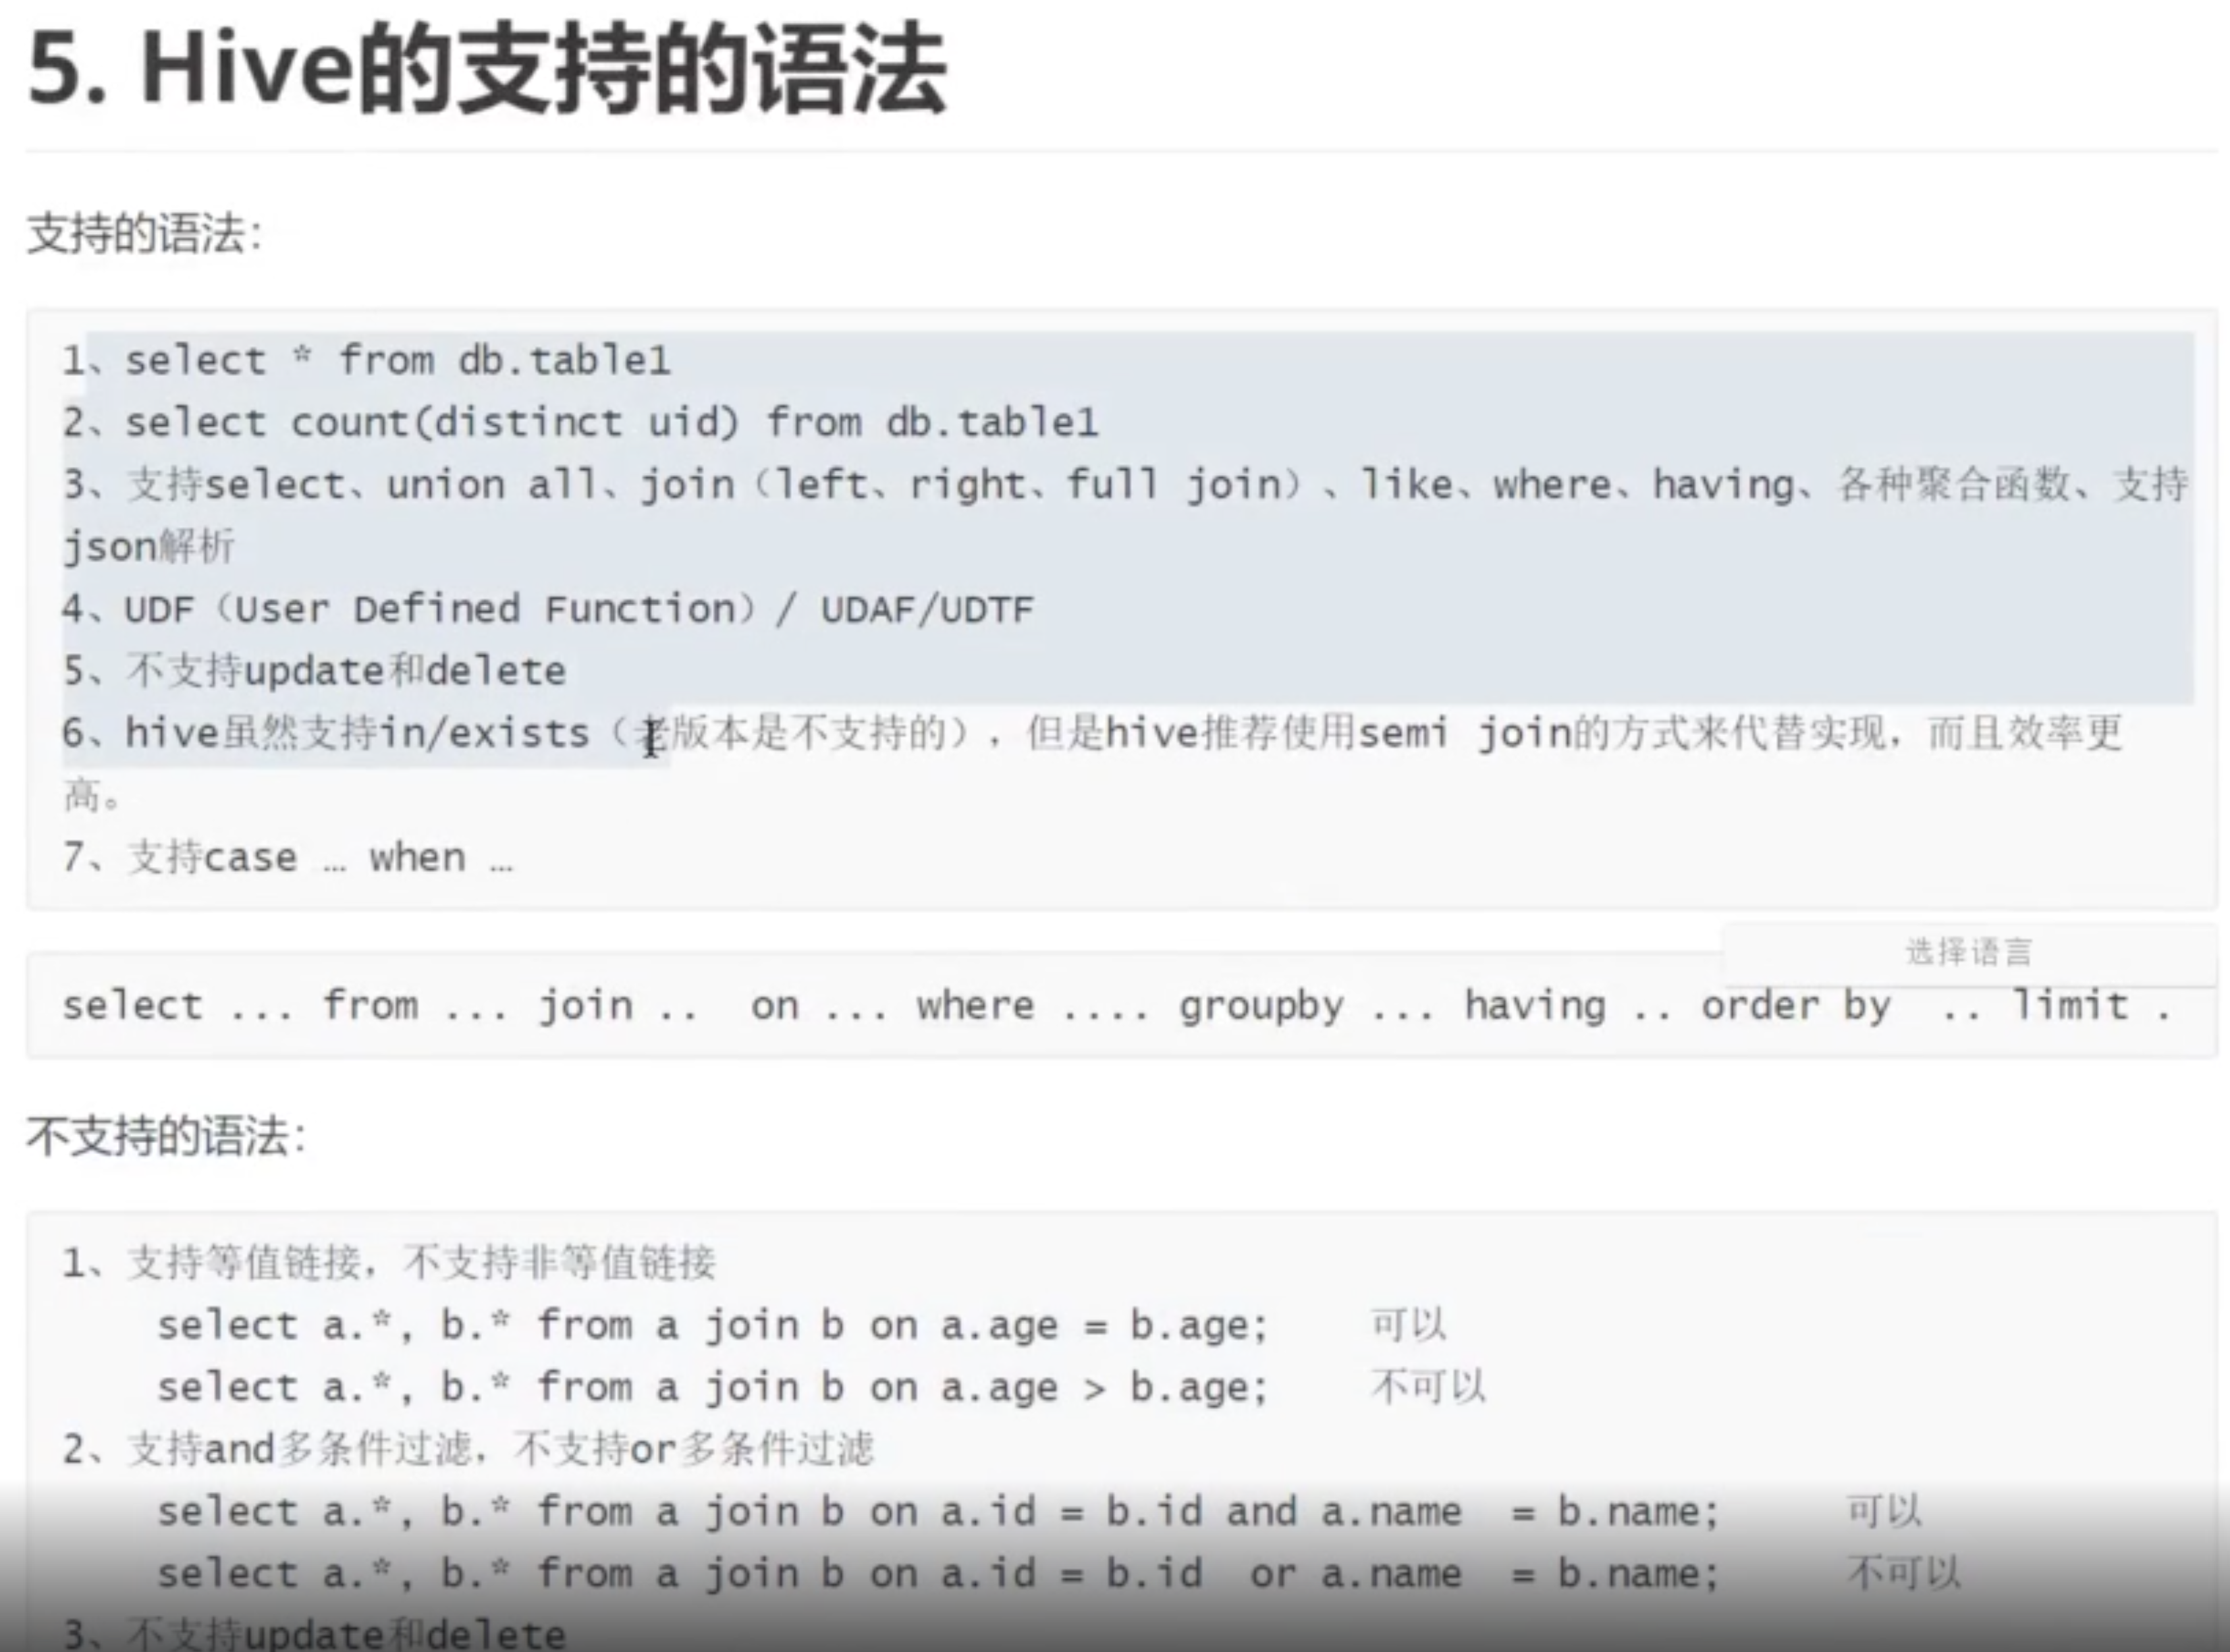 5. Hive的支持的语法
支持的语法：
1、select * from db.table1
2、select count(distinct uid) from db.table1
3、支持select、union all、join（left、right、full join）、like、where、having、各种聚合函数、支持
json解析
4、UDF（User Defined Function）/ UDAF/UDTF
5、不支持update和delete
6、hive虽然支持in/exists（老版本是不支持的），但是hive推荐使用semi join的方式来代替实现，而且效率更
高。
7、支持case … when …
选择语言
select ... from ... join ..  on ... where .... groupby ... having .. order by  .. limit .
不支持的语法：
1、支持等值链接，不支持非等值链接
select a.*, b.* from a join b on a.age = b.age;    可以
select a.*, b.* from a join b on a.age > b.age;    不可以
2、支持and多条件过滤，不支持or多条件过滤
select a.*, b.* from a join b on a.id = b.id and a.name  = b.name;    可以
select a.*, b.* from a join b on a.id = b.id  or a.name  = b.name;    不可以
3、不支持update和delete